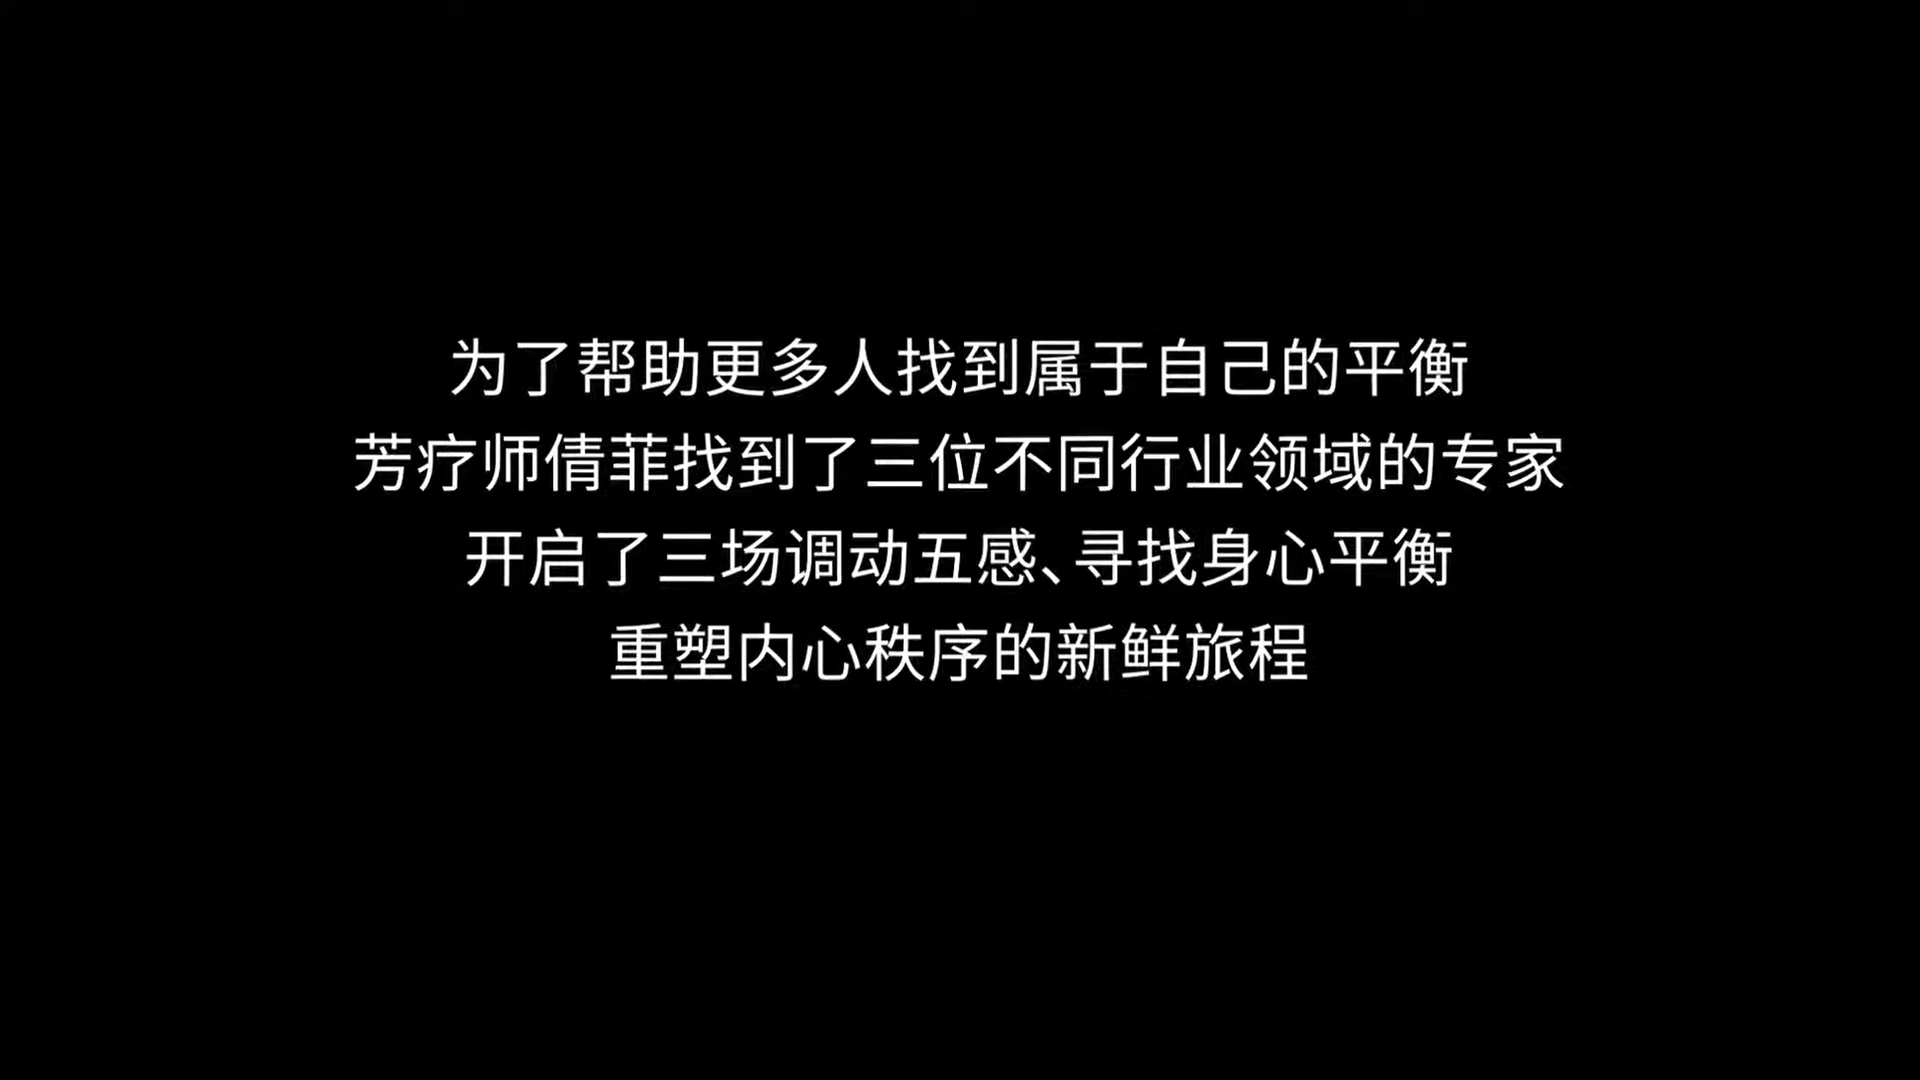 为了帮助更多人找到属于自己的平衡
芳疗师倩菲找到了三位不同行业领域的专家
开启了三场调动五感、寻找身心平衡
重塑内心秩序的新鲜旅程